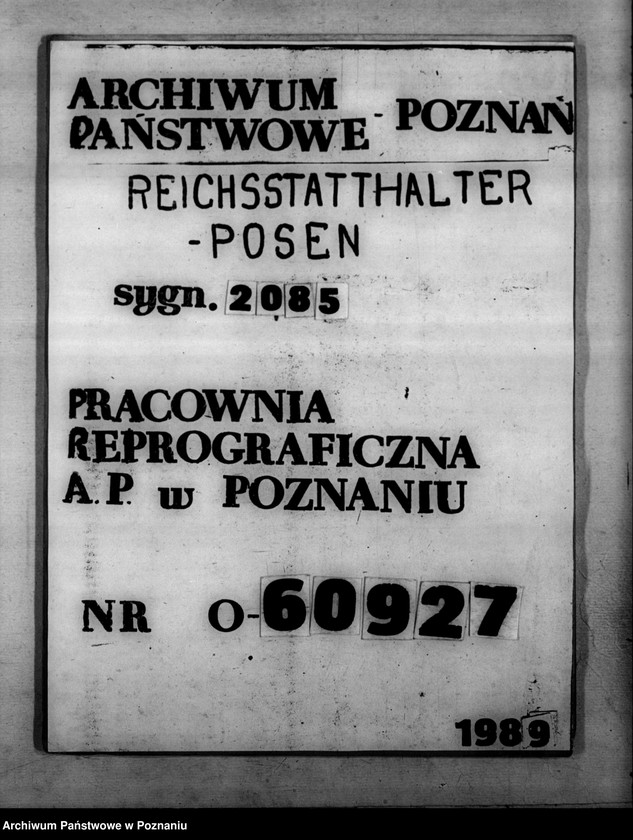 ARCHIWUM
PAŃSTWOWE - POZNAŃ
REICHSSTATTHALTER
-POSEN
sygn. 2085
PRACOWNIA
REPROGRAFICZNA
A.P. w POZNANIU
NR O-60927
1989
Archiwum Państwowe w Poznaniu